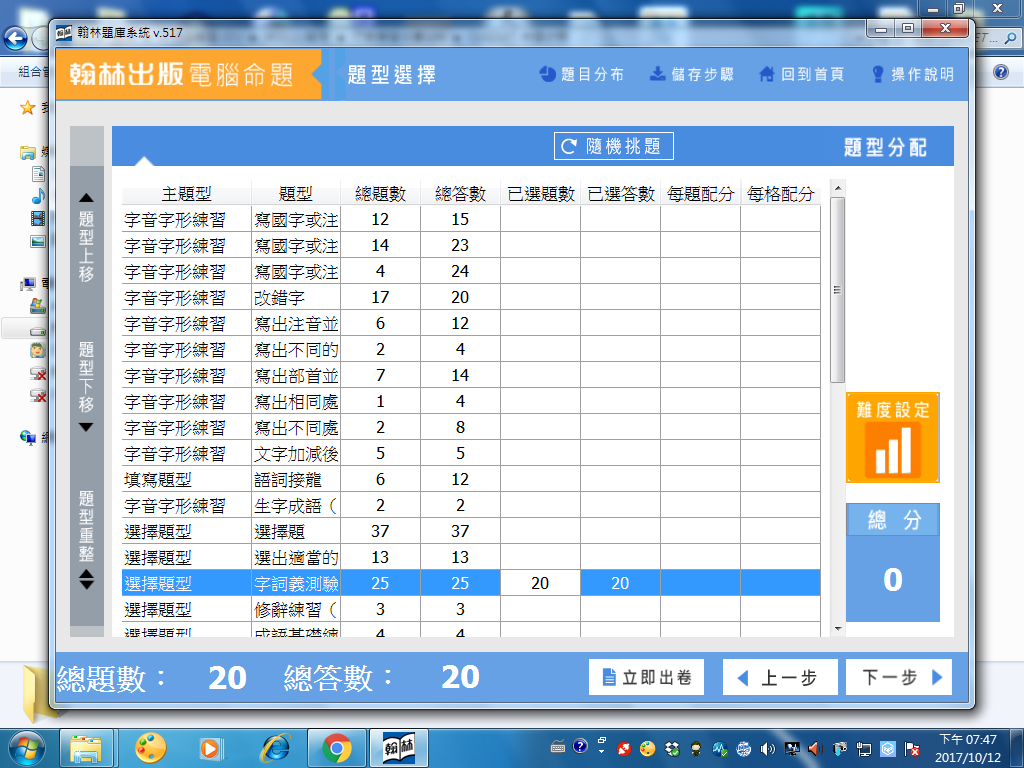 翰林題庫系統 v.517
組合管
翰林出版電腦命題
題型選擇
題目分布
儲存步驟
回到首頁
操作說明
隨機挑題
題型分配
題型上移
題型下移
題型重整
主題型 題型 總題數 總答數 已選題數 已選答數 每題配分 每格配分
字音字形練習 寫國字或注 12 15
字音字形練習 寫國字或注 14 23
字音字形練習 寫國字或注 4 24
字音字形練習 改錯字 17 20
字音字形練習 寫出注音並 6 12
字音字形練習 寫出不同的 2 4
字音字形練習 寫出部首並 7 14
字音字形練習 寫出相同處 1 4
字音字形練習 寫出不同處 2 8
字音字形練習 文字加減後 5 5
填寫題型 語詞接龍 6 12
字音字形練習 生字成語（ 2 2
選擇題型 選擇題 37 37
選擇題型 選出適當的 13 13
選擇題型 字詞義測驗 25 25 20 20
選擇題型 修辭練習（ 3 3
選擇題型 成語基礎練 4 4
難度設定
總 分
0
總題數： 20 總答數： 20
立即出卷
上一步
下一步
翰林
下午 07:47
2017/10/12